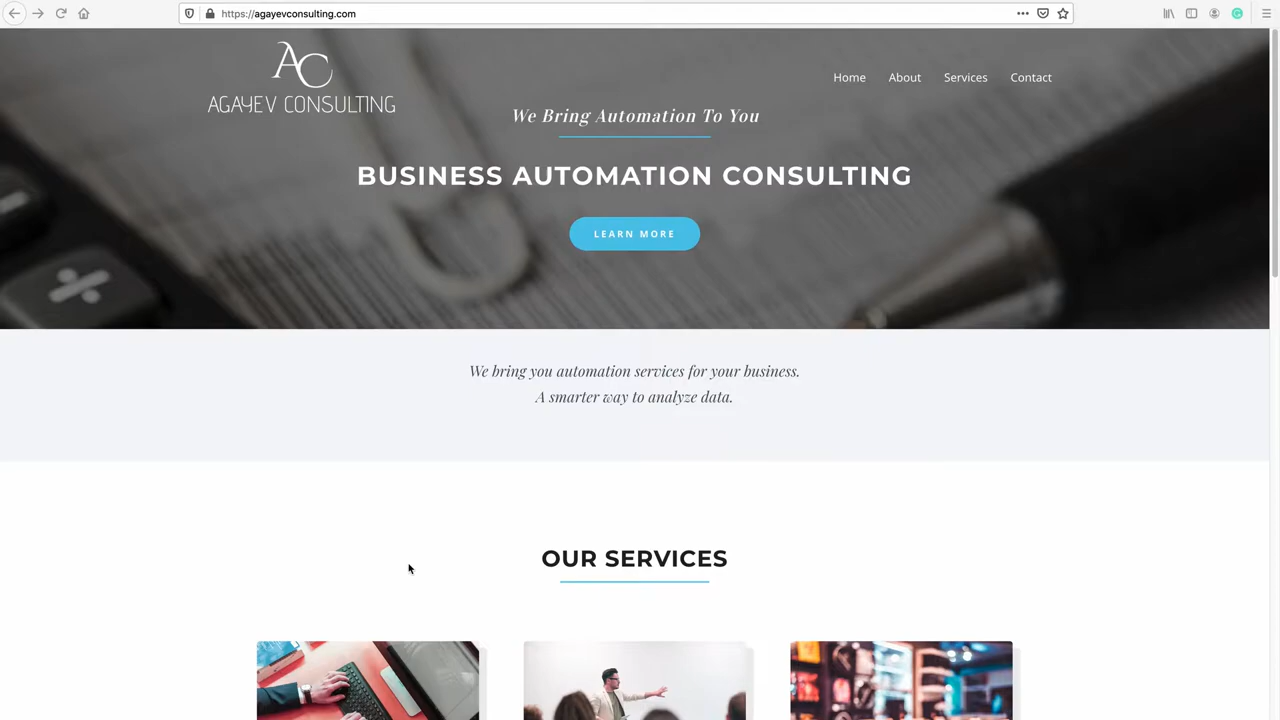 https://agayevconsulting.com
AC
AGAYEV CONSULTING
Home About Services Contact
We Bring Automation To You
BUSINESS AUTOMATION CONSULTING
LEARN MORE
We bring you automation services for your business.
A smarter way to analyze data.
OUR SERVICES